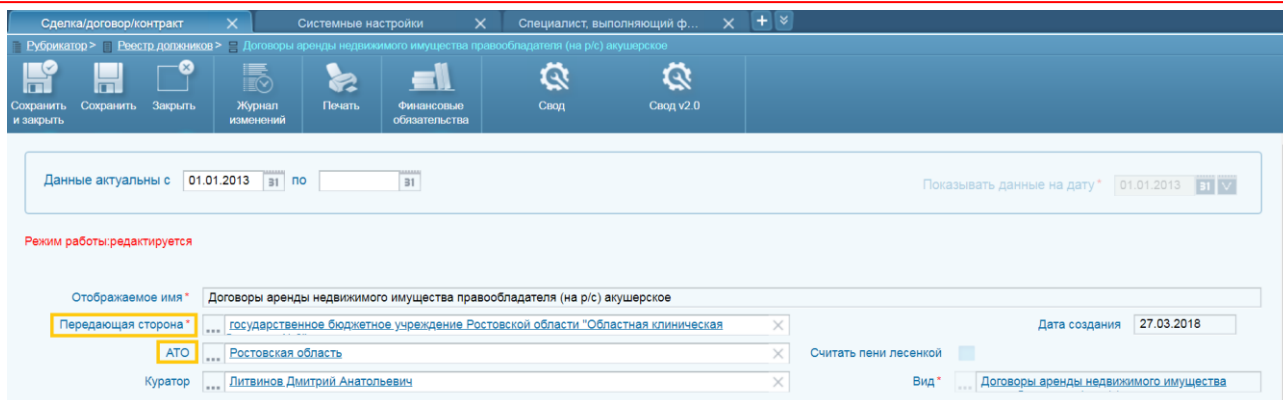 Сделка/договор/контракт
Системные настройки
Специалист, выполняющий ф...
Рубрикатор > Реестр должников > Договоры аренды недвижимого имущества правообладателя (на р/с) акушерское
Сохранить и закрыть
Сохранить
Закрыть
Журнал изменений
Печать
Финансовые обязательства
Свод
Свод v2.0
Данные актуальны с 01.01.2013 31 по 31
Показывать данные на дату* 01.01.2013 31
Режим работы:редактируется
Отображаемое имя* Договоры аренды недвижимого имущества правообладателя (на р/с) акушерское
Передающая сторона* ... государственное бюджетное учреждение Ростовской области "Областная клиническая
Дата создания 27.03.2018
АТО ... Ростовская область
Считать пени лесенкой
Куратор ... Литвинов Дмитрий Анатольевич
Вид* ... Договоры аренды недвижимого имущества